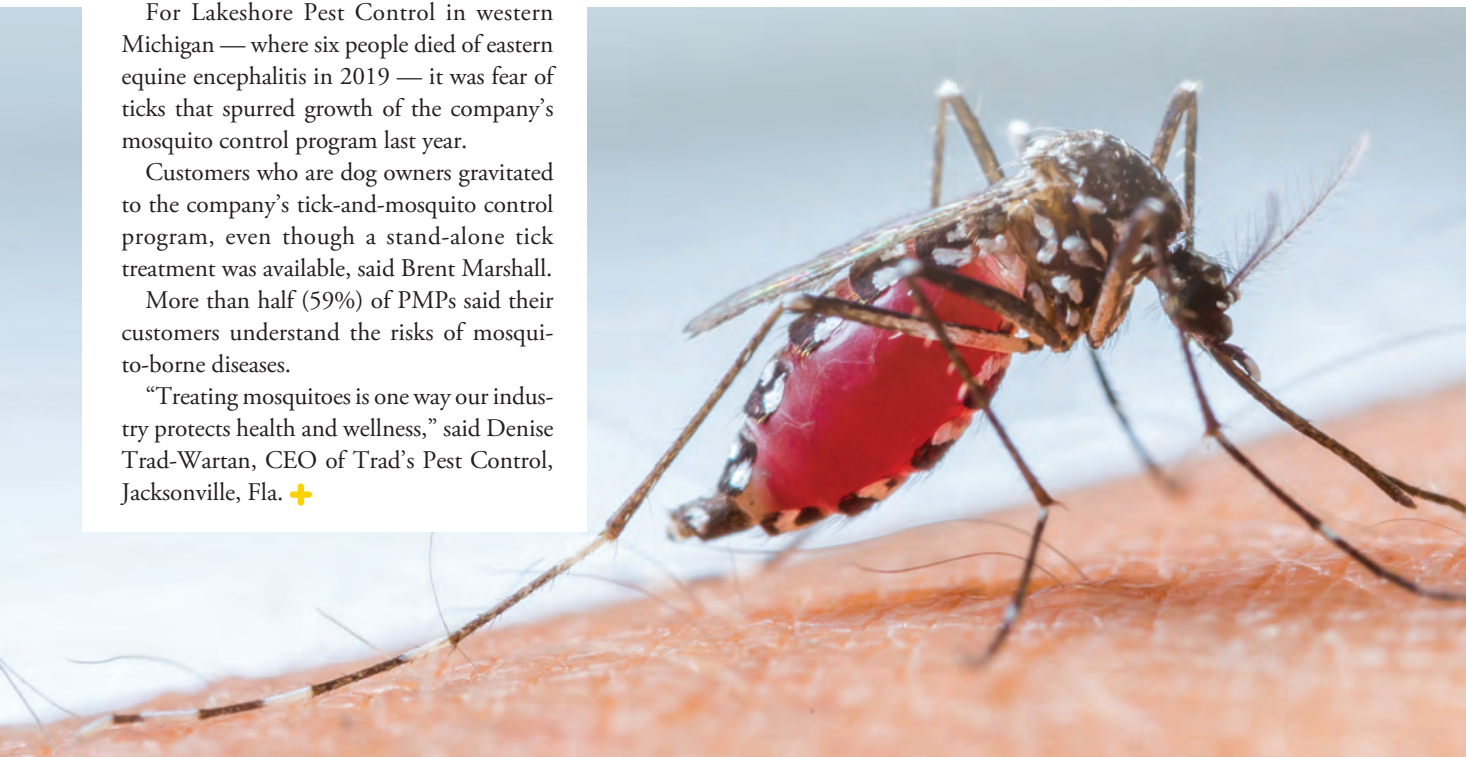 For Lakeshore Pest Control in western
Michigan — where six people died of eastern
equine encephalitis in 2019 — it was fear of
ticks that spurred growth of the company’s
mosquito control program last year.
Customers who are dog owners gravitated
to the company’s tick-and-mosquito control
program, even though a stand-alone tick
treatment was available, said Brent Marshall.
More than half (59%) of PMPs said their
customers understand the risks of mosqui-
to-borne diseases.
“Treating mosquitoes is one way our indus-
try protects health and wellness,” said Denise
Trad-Wartan, CEO of Trad’s Pest Control,
Jacksonville, Fla.